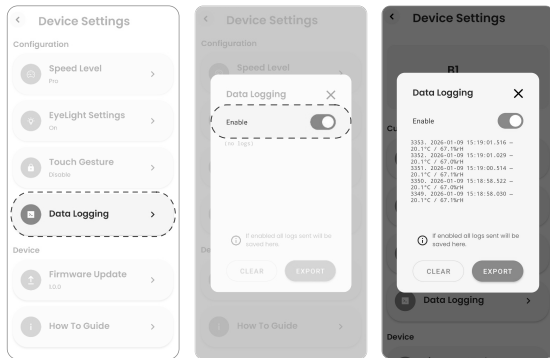 Device Settings
Configuration
Speed Level
Pro
EyeLight Settings
On
Touch Gesture
Disable
Data Logging
Device
Firmware Update
1.0.0
How To Guide
Device Settings
Configuration
Speed Level
Data Logging
Enable
(no logs)
If enabled all logs sent will be
saved here.
CLEAR
EXPORT
De
How To Guide
Device Settings
B1
Cu
Data Logging
Enable
3353. 2026-01-09 15:19:01.516 –
20.1°C / 67.1%rH
3352. 2026-01-09 15:19:01.029 –
20.1°C / 67.0%rH
3351. 2026-01-09 15:19:00.514 –
20.1°C / 67.1%rH
3350. 2026-01-09 15:18:58.522 –
20.1°C / 67.0%rH
3349. 2026-01-09 15:18:58.030 –
20.1°C / 67.1%rH
If enabled all logs sent will be
saved here.
CLEAR
EXPORT
Data Logging
Device